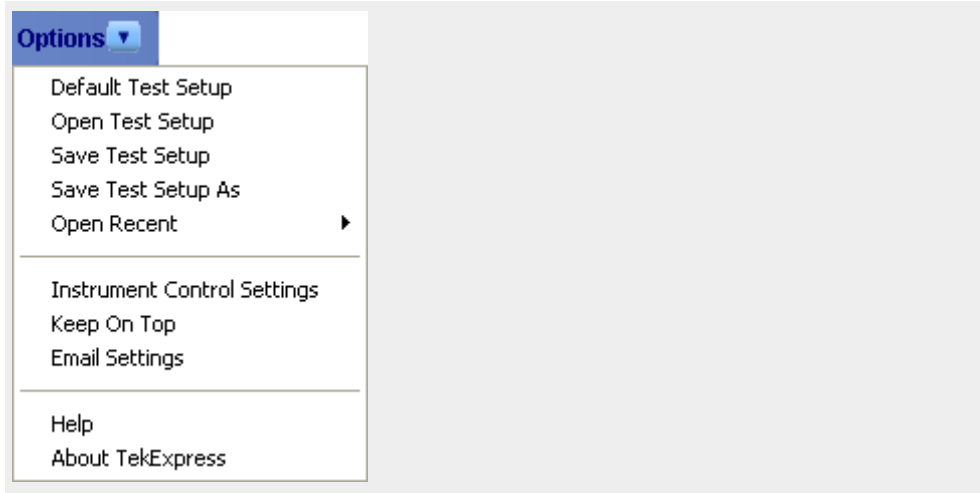 Options
Default Test Setup
Open Test Setup
Save Test Setup
Save Test Setup As
Open Recent
Instrument Control Settings
Keep On Top
Email Settings
Help
About TekExpress